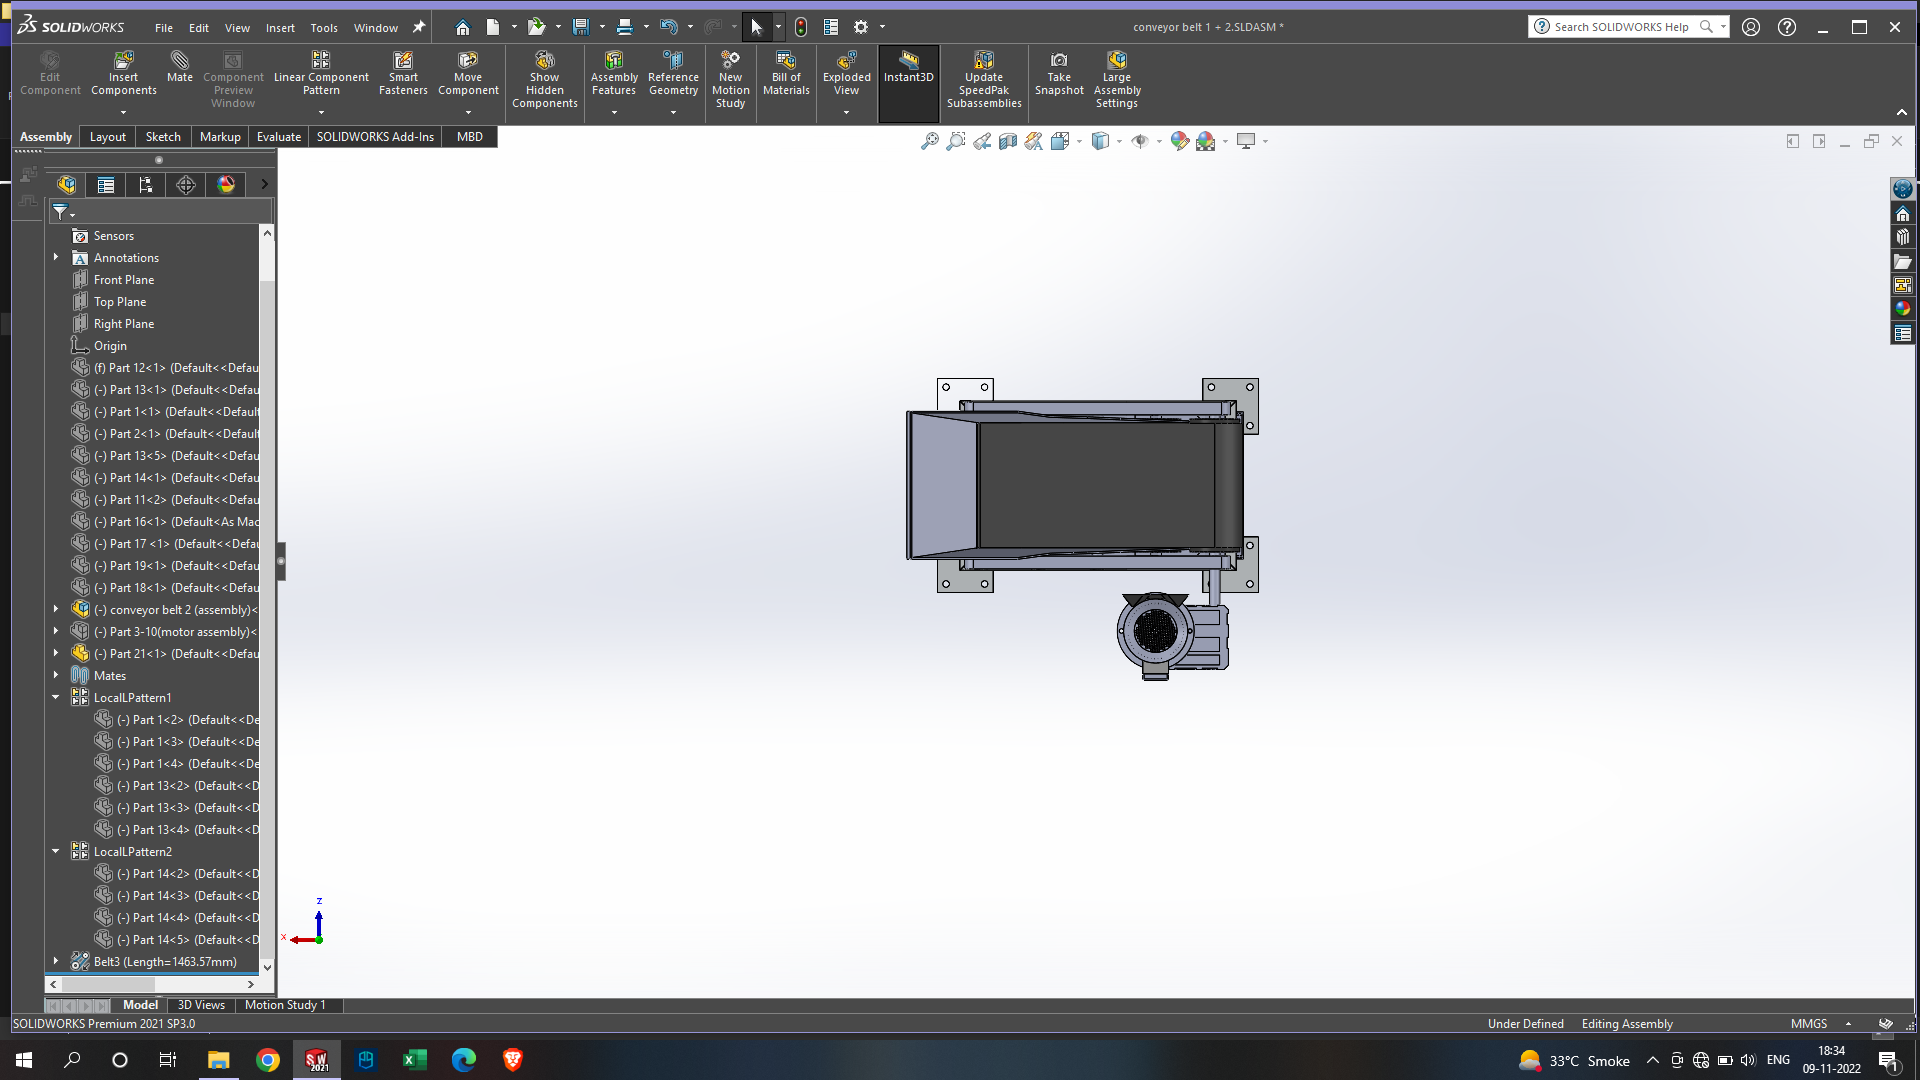 SOLIDWORKS File Edit View Insert Tools Window conveyor belt 1 + 2.SLDASM * Search SOLIDWORKS Help
Edit Component
Insert Components
Mate
Component Preview Window
Linear Component Pattern
Smart Fasteners
Move Component
Show Hidden Components
Assembly Features
Reference Geometry
New Motion Study
Bill of Materials
Exploded View
Instant3D
Update SpeedPak Subassemblies
Take Snapshot
Large Assembly Settings
Assembly Layout Sketch Markup Evaluate SOLIDWORKS Add-Ins MBD
Sensors
Annotations
Front Plane
Top Plane
Right Plane
Origin
(f) Part 12<1> (Default<<Defau
(-) Part 13<1> (Default<<Defau
(-) Part 1<1> (Default<<Default
(-) Part 2<1> (Default<<Default
(-) Part 13<5> (Default<<Defau
(-) Part 14<1> (Default<<Defau
(-) Part 11<2> (Default<<Defau
(-) Part 16<1> (Default<As Mac
(-) Part 17 <1> (Default<<Defau
(-) Part 19<1> (Default<<Defau
(-) Part 18<1> (Default<<Defau
(-) conveyor belt 2 (assembly)<
(-) Part 3-10(motor assembly)<
(-) Part 21<1> (Default<<Defau
Mates
LocalLPattern1
(-) Part 1<2> (Default<<De
(-) Part 1<3> (Default<<De
(-) Part 1<4> (Default<<De
(-) Part 13<2> (Default<<D
(-) Part 13<3> (Default<<D
(-) Part 13<4> (Default<<D
LocalLPattern2
(-) Part 14<2> (Default<<D
(-) Part 14<3> (Default<<D
(-) Part 14<4> (Default<<D
(-) Part 14<5> (Default<<D
Belt3 (Length=1463.57mm)
z
x
Model 3D Views Motion Study 1
SOLIDWORKS Premium 2021 SP3.0 Under Defined Editing Assembly MMGS
33°C Smoke ENG 18:34
09-11-2022